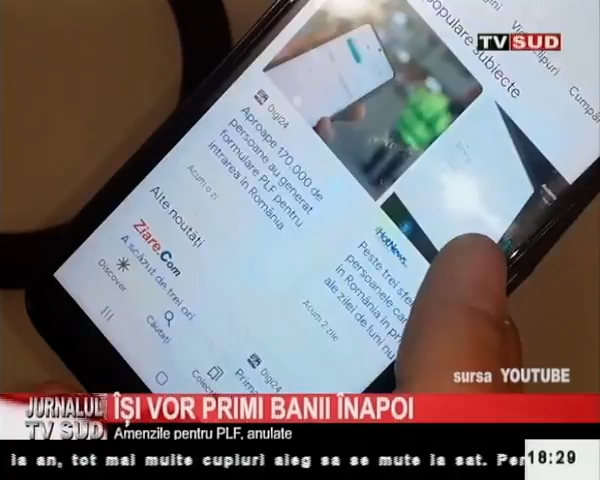 TV SUD
populare subiecte
Cumpăr
Digi24
Aproape 170.000 de
persoane au generat
formulare PLF pentru
intrarea în România
Acum o zi
HotNews
Peste trei
persoanele
în România în
ale zilei de luni
Acum 2 zile
Alte noutăți
Ziare.Com
A scăzut de trei ori
Discover
Căutați
Digi24
sursa YOUTUBE
JURNALUL
TV SUD
ÎȘI VOR PRIMI BANII ÎNAPOI
Amenzile pentru PLF, anulate
la an, tot mai multe cupluri aleg sa se mute la sat.
18:29